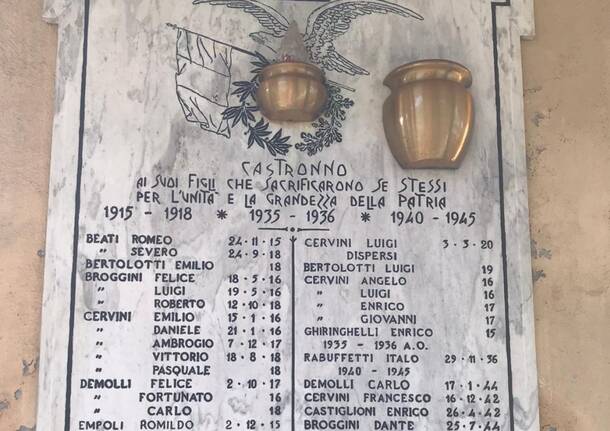 CASTRONNO
AI SUOI FIGLI CHE SACRIFICARONO SE STESSI
PER L'UNITA E LA GRANDEZZA DELLA PATRIA
1915 - 1918 * 1935 - 1936 * 1940 - 1945
BEATI ROMEO 24·11·15
" SEVERO 24·9·18
BERTOLOTTI EMILIO 18
BROGGINI FELICE 18·5·16
" LUIGI 19·5·16
" ROBERTO 12·10·18
CERVINI EMILIO 15·1·16
" DANIELE 21·1·16
" AMBROGIO 7·12·17
" VITTORIO 18·8·18
" PASQUALE 18
DEMOLLI FELICE 2·10·17
" FORTUNATO 16
" CARLO 18
EMPOLI ROMILDO 2·12·15
CERVINI LUIGI 3·3·20
DISPERSI
BERTOLOTTI LUIGI 19
CERVINI ANGELO 16
" LUIGI 16
" ENRICO 17
" GIOVANNI 17
GHIRINGHELLI ENRICO 15
1935 - 1936 A.O.
RABUFFETTI ITALO 29·11·36
1940 - 1945
DEMOLLI CARLO 17·1·44
CERVINI FRANCESCO 16·12·42
CASTIGLIONI ENRICO 26·4·42
BROGGINI DANTE 25·7·44